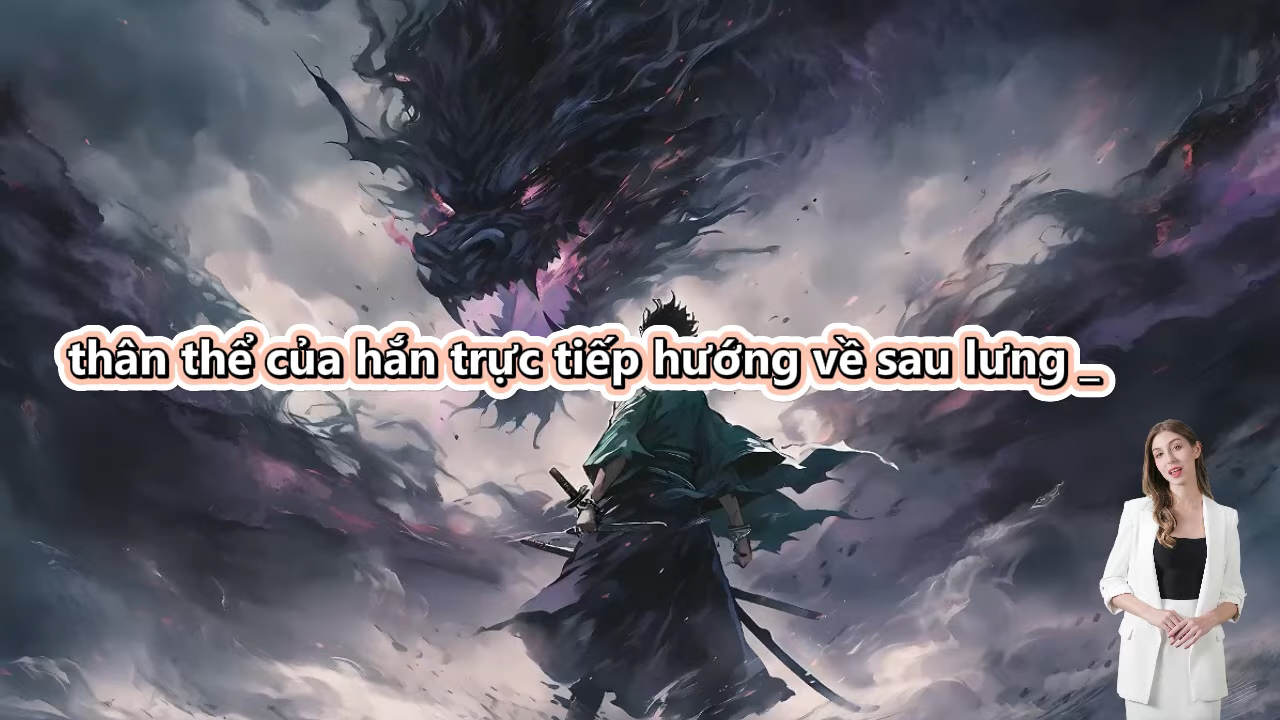 thân thể của hắn trực tiếp hướng về sau lưng _